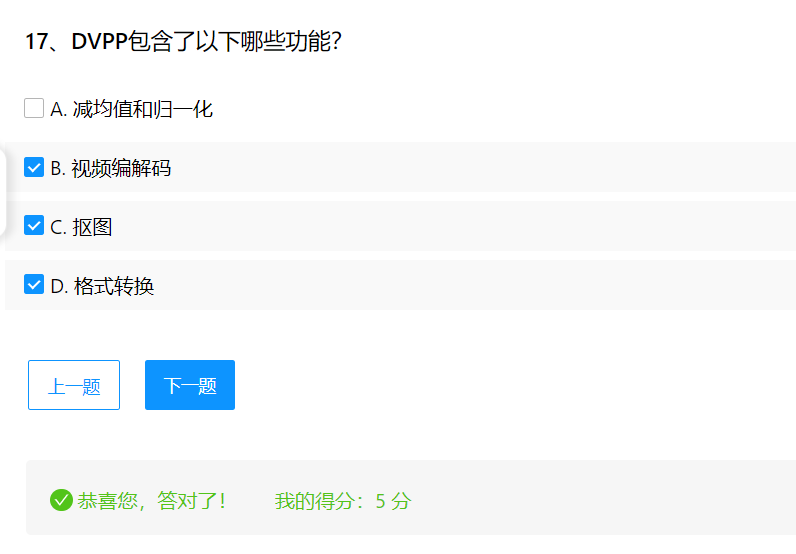 17、DVPP包含了以下哪些功能？
A. 减均值和归一化
B. 视频编解码
C. 抠图
D. 格式转换
上一题 下一题
恭喜您，答对了！ 我的得分：5 分